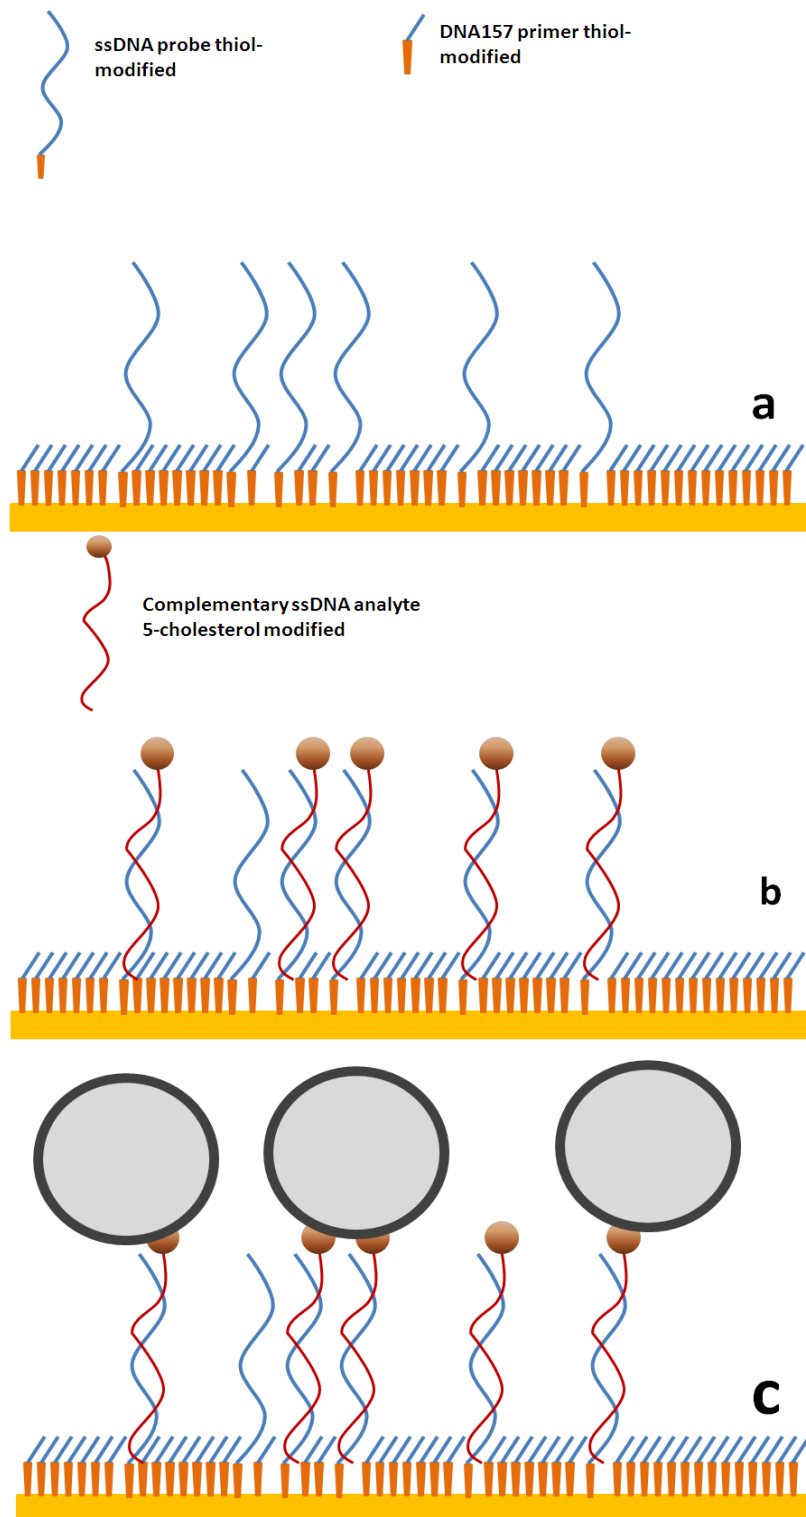 ssDNA probe thiol-
modified
DNA157 primer thiol-
modified
a
Complementary ssDNA analyte
5-cholesterol modified
b
c